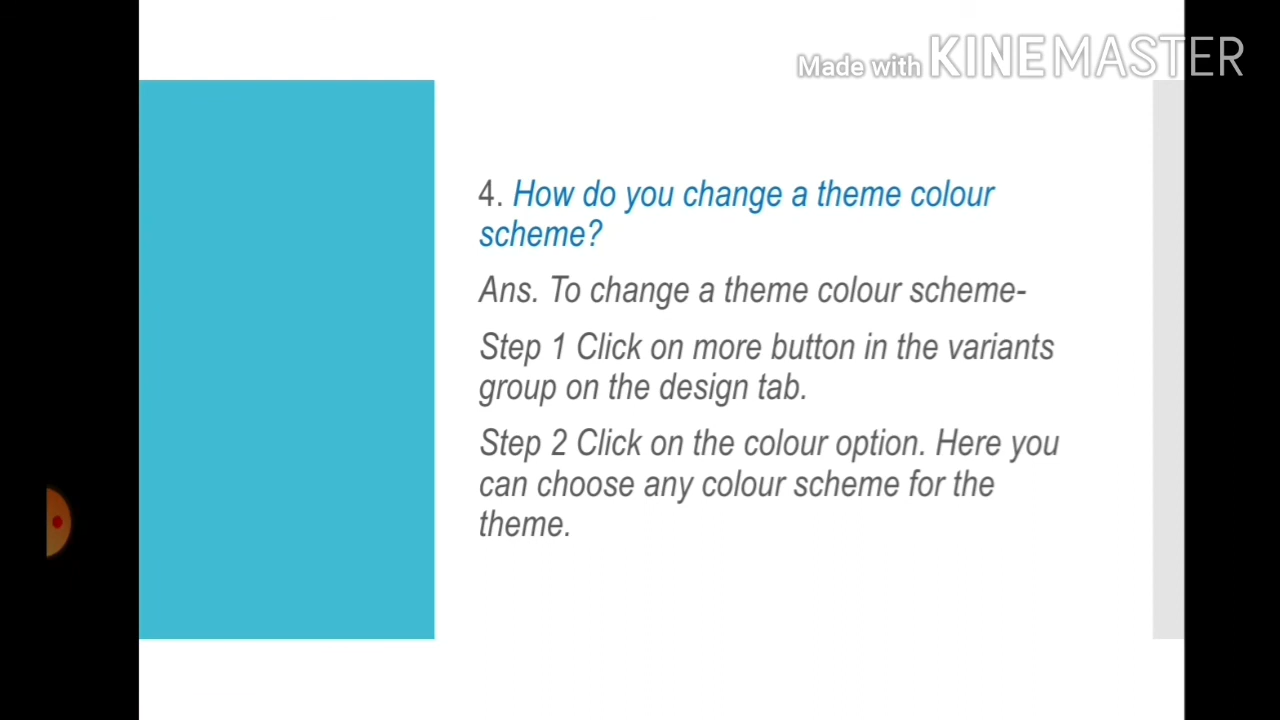 Made with KINEMASTER
4. How do you change a theme colour
scheme?
Ans. To change a theme colour scheme-
Step 1 Click on more button in the variants
group on the design tab.
Step 2 Click on the colour option. Here you
can choose any colour scheme for the
theme.